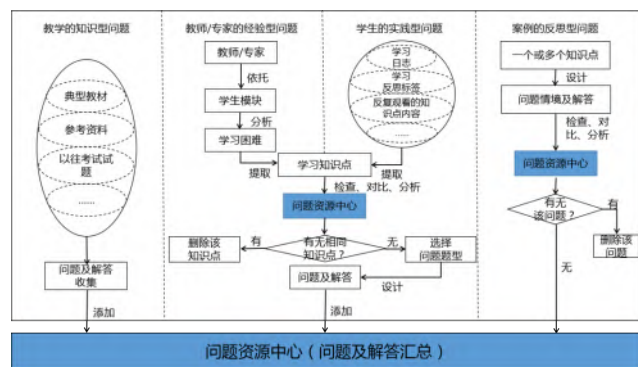 教学的知识型问题
典型教材
参考资料
以往考试试
题
......
问题及解答
收集
添加
教师/专家的经验型问题
教师/专家
依托
学生模块
分析
学习困难
提取
学生的实践型问题
学习
日志
学习
反思标签
反复观看的知
识点内容
......
提取
学习知识点
检查、对比、分析
问题资源中心
有无相同
知识点?
有
删除该
知识点
无
选择
问题题型
设计
问题及解答
添加
案例的反思型问题
一个或多个知识点
设计
问题情境及解答
检查、对
比、分析
问题资源中心
有无
该问题?
有
删除该
问题
无
问题资源中心(问题及解答汇总)